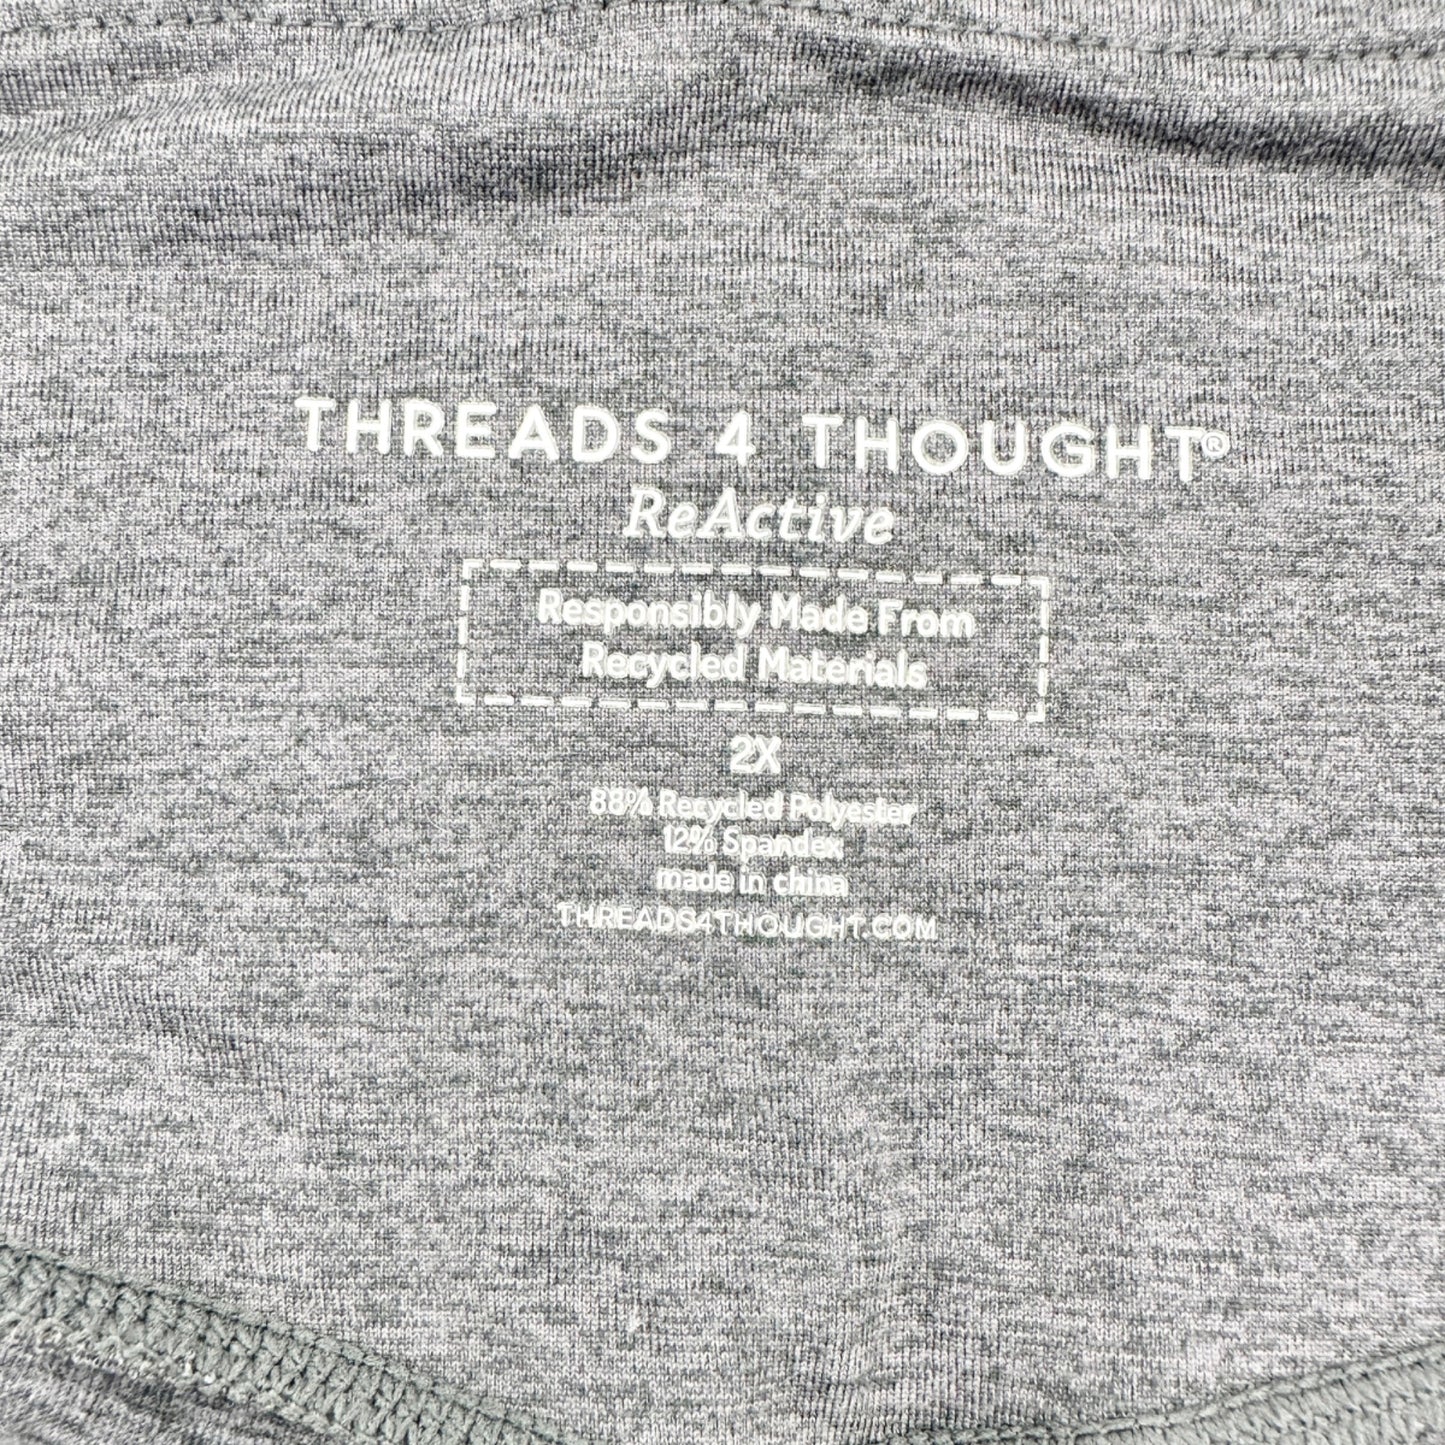 THREADS 4 THOUGHT®
ReActive
Responsibly Made From
Recycled Materials
2X
88% Recycled Polyester
12% Spandex
made in china
THREADS4THOUGHT.COM